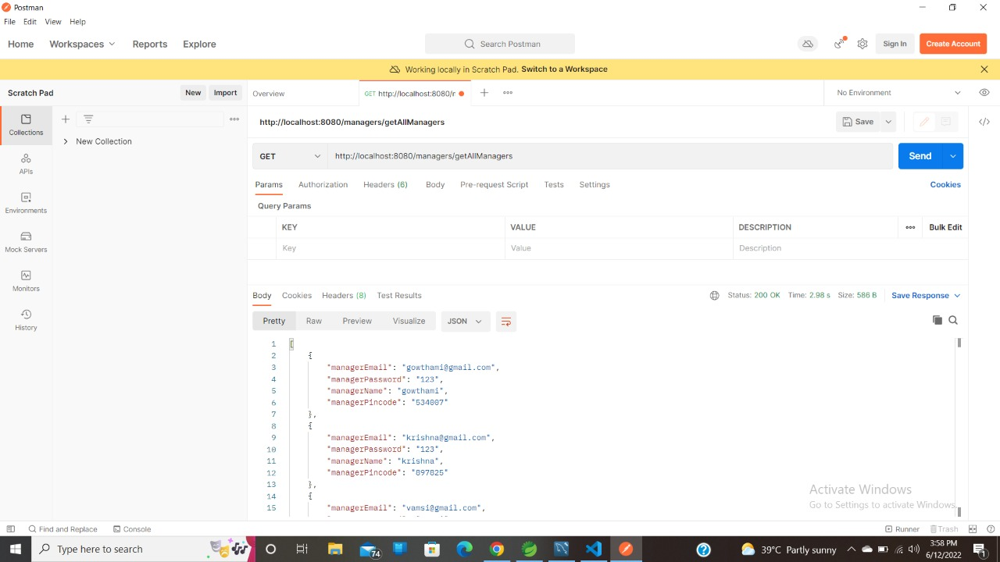 Postman
File Edit View Help
Home Workspaces Reports Explore Search Postman Sign In Create Account
Working locally in Scratch Pad. Switch to a Workspace
Scratch Pad New Import Overview GET http://localhost:8080/r No Environment
http://localhost:8080/managers/getAllManagers Save
Collections
New Collection
GET http://localhost:8080/managers/getAllManagers Send
APIs
Params Authorization Headers (6) Body Pre-request Script Tests Settings Cookies
Environments
Query Params
KEY VALUE DESCRIPTION Bulk Edit
Mock Servers
Key Value Description
Monitors
Body Cookies Headers (8) Test Results Status: 200 OK Time: 2.98 s Size: 586 B Save Response
History
Pretty Raw Preview Visualize JSON
1 [
2 {
3 "managerEmail": "gowthami@gmail.com",
4 "managerPassword": "123",
5 "managerName": "gowthami",
6 "managerPincode": "534007"
7 },
8 {
9 "managerEmail": "krishna@gmail.com",
10 "managerPassword": "123",
11 "managerName": "krishna",
12 "managerPincode": "897825"
13 },
14 {
15 "managerEmail": "vamsi@gmail.com",
Activate Windows
Go to Settings to activate Windows.
Find and Replace Console Runner Trash
Type here to search 74 39°C Partly sunny 3:58 PM
6/12/2022 1